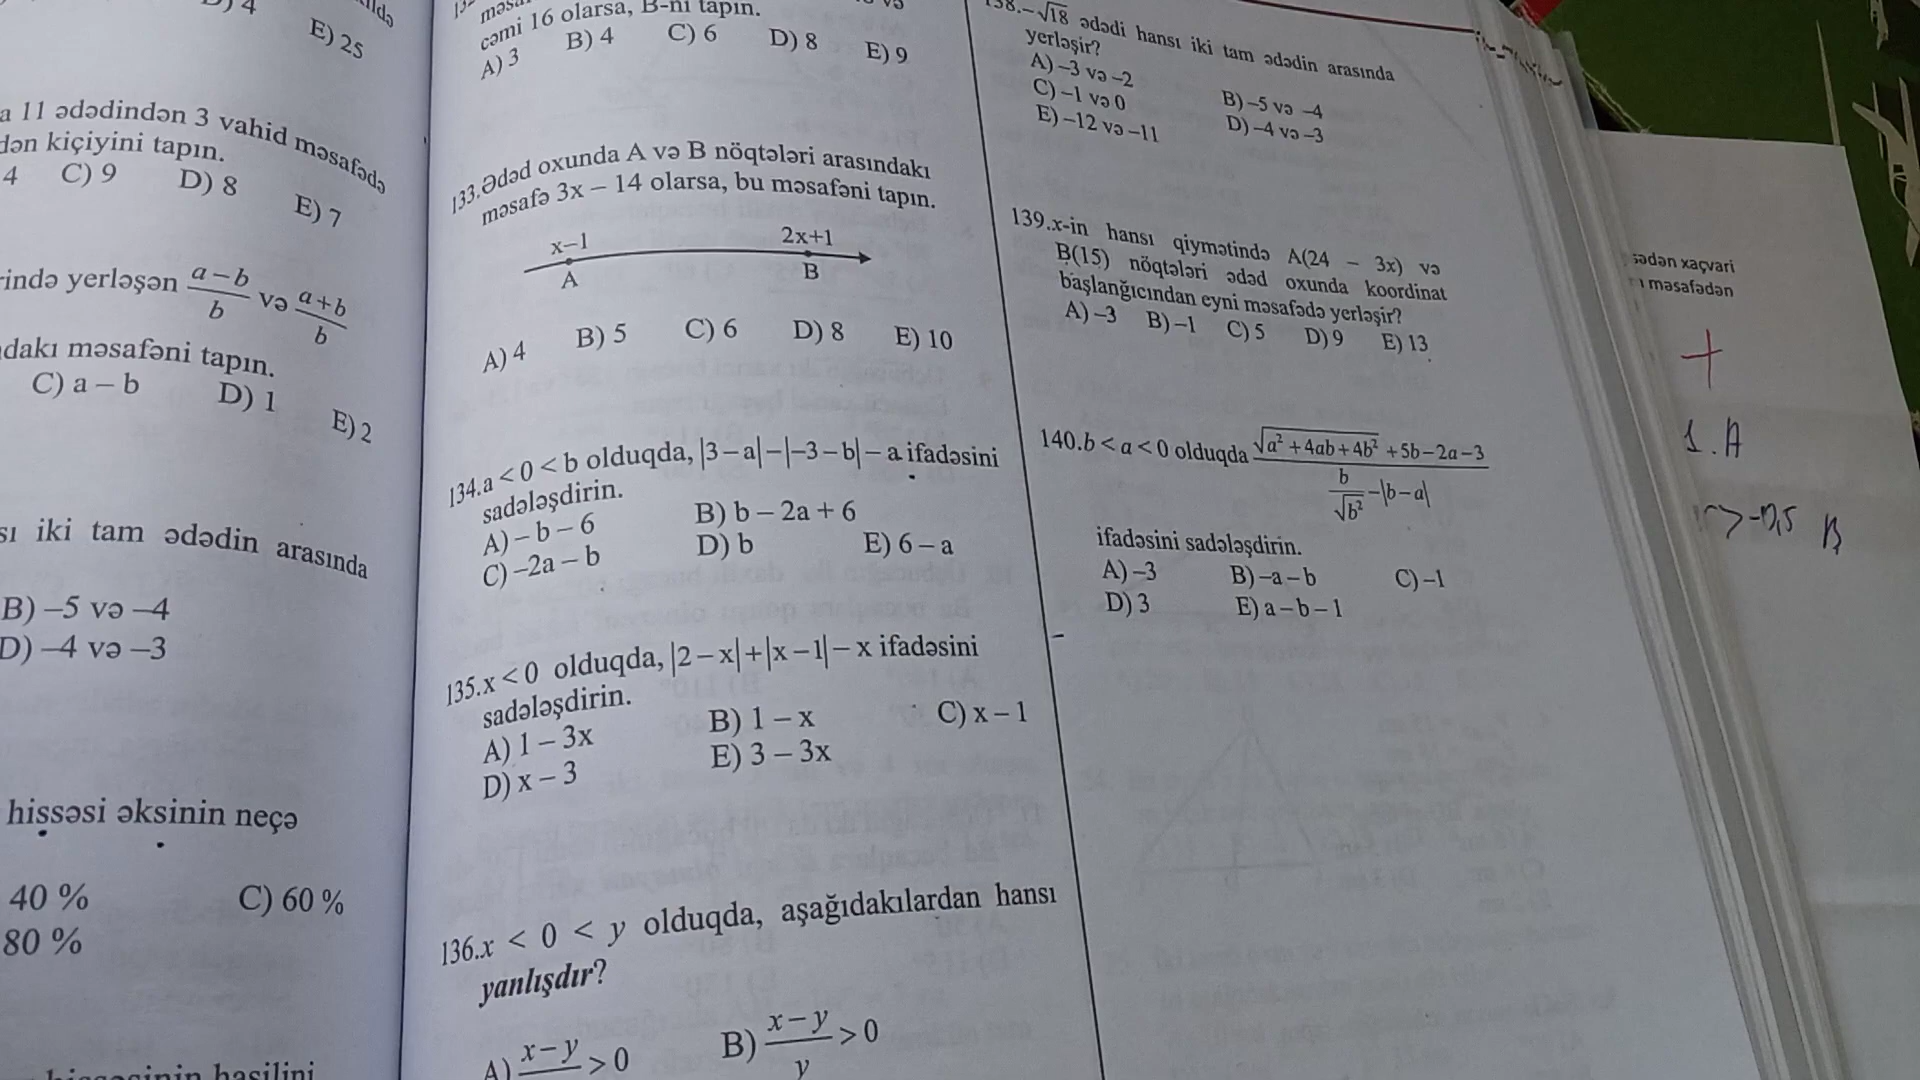 D) 4
E) 25
11 ədədindən 3 vahid məsafədə
kiçiyini tapın.
4 C) 9 D) 8 E) 7
yerləşən a−b/b və a+b/b
məsafəni tapın.
C) a − b D) 1 E) 2
iki tam ədədin arasında
B) −5 və −4
D) −4 və −3
hissəsi əksinin neçə
40 % C) 60 %
80 %
hasilini
cəmi 16 olarsa, B-ni tapın.
A) 3 B) 4 C) 6 D) 8 E) 9
133.Ədəd oxunda A və B nöqtələri arasındakı
məsafə 3x − 14 olarsa, bu məsafəni tapın.
x−1 2x+1
A B
A) 4 B) 5 C) 6 D) 8 E) 10
134.a < 0 < b olduqda, |3 − a| − |−3 − b| − a ifadəsini
sadələşdirin.
A) − b − 6 B) b − 2a + 6
C) −2a − b D) b E) 6 − a
135.x < 0 olduqda, |2 − x| + |x − 1| − x ifadəsini
sadələşdirin.
A) 1 − 3x B) 1 − x C) x − 1
D) x − 3 E) 3 − 3x
136.x < 0 < y olduqda, aşağıdakılardan hansı
yanlışdır?
A) x−y > 0 B) x−y/y > 0
138.−√18 ədədi hansı iki tam ədədin arasında
yerləşir?
A) −3 və −2 B) −5 və −4
C) −1 və 0 D) −4 və −3
E) −12 və −11
139.x-in hansı qiymətində A(24 − 3x) və
B(15) nöqtələri ədəd oxunda koordinat
başlanğıcından eyni məsafədə yerləşir?
A) −3 B) −1 C) 5 D) 9 E) 13
140.b < a < 0 olduqda (√(a² + 4ab + 4b²) + 5b − 2a − 3) / (b/√b² − |b − a|)
ifadəsini sadələşdirin.
A) −3 B) −a − b C) −1
D) 3 E) a − b − 1
xaçvari
məsafədən
+
1. A